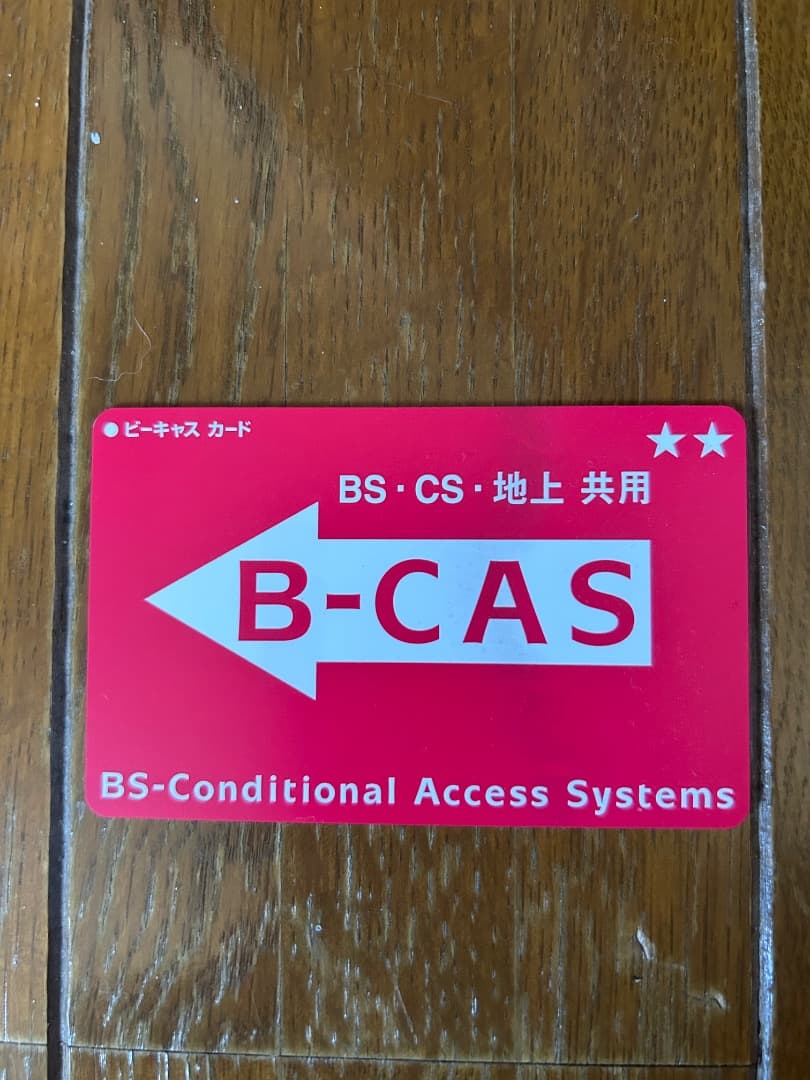 ●ビーキャス カード
★★
BS・CS・地上 共用
B-CAS
BS-Conditional Access Systems